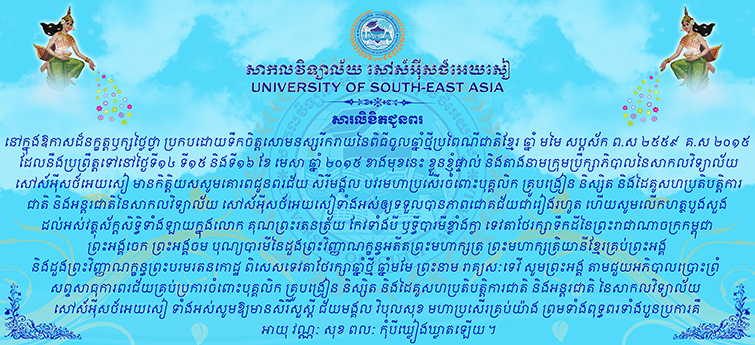 សាកលវិទ្យាល័យ សៅស៍អ៊ីសថ៍អេយសៀ
UNIVERSITY OF SOUTH-EAST ASIA
សារលិខិតជូនពរ
នៅក្នុងឱកាសដ៏នក្ខត្តឫក្សថ្លៃថ្លា ប្រកបដោយទឹកចិត្តសោមនស្សរីករាយនៃពិធីបុណ្យចូលឆ្នាំថ្មីប្រពៃណីជាតិខ្មែរ ឆ្នាំ មមែ សប្តស័ក ព.ស ២៥៥៩ គ.ស ២០១៥
ដែលនឹងប្រព្រឹត្តទៅនៅថ្ងៃទី១៤ ទី១៥ និងទី១៦ ខែ មេសា ឆ្នាំ ២០១៥ ខាងមុខនេះ ខ្ញុំខ្លួនផ្ទាល់ និងតាងនាមក្រុមប្រឹក្សាភិបាលនៃសាកលវិទ្យាល័យ
សៅស៍អ៊ីសថ៍អេយសៀ មានកិត្តិយសសូមគោរពជូនពរជ័យ សិរីមង្គល បវរមហាប្រសើរចំពោះបុគ្គលិក គ្រូបង្រៀន និស្សិត និងដៃគូសហប្រតិបត្តិការ
ជាតិ និងអន្តរជាតិនៃសាកលវិទ្យាល័យ សៅស៍អ៊ីសថ៍អេយសៀទាំងអស់ឲ្យទទួលបានភាពជោគជ័យជារៀងរហូត ហើយសូមលើកហត្ថបួងសួង
ដល់អស់វត្ថុស័ក្តិសិទ្ធិទាំងឡាយក្នុងលោក គុណព្រះរតនត្រ័យ កែវទាំងបី ឫទ្ធិបារមីខ្លាំងក្លា ទេវតាថែរក្សាទឹកដីនៃព្រះរាជាណាចក្រកម្ពុជា
ព្រះអង្គចេក ព្រះអង្គចម បុណ្យបារមីនៃដួងព្រះវិញ្ញាណក្ខន្ធអតីតព្រះមហាក្សត្រ ព្រះមហាក្សត្រិយានីខ្មែរគ្រប់ព្រះអង្គ
និងដួងព្រះវិញ្ញាណក្ខន្ធព្រះបរមរតនកោដ្ឋ ពិសេសទេវតាថែរក្សាឆ្នាំថ្មី ឆ្នាំមមែ ព្រះនាម រាក្យសៈទេវី សូមព្រះអង្គ តាមជួយអភិបាលប្រោះព្រំ
សព្ទសាធុការពរជ័យគ្រប់ប្រការចំពោះបុគ្គលិក គ្រូបង្រៀន និស្សិត និងដៃគូសហប្រតិបត្តិការជាតិ និងអន្តរជាតិ នៃសាកលវិទ្យាល័យ
សៅស៍អ៊ីសថ៍អេយសៀ ទាំងអស់សូមឱ្យមានសិរីសួស្តី ជ័យមង្គល វិបុលសុខ មហាប្រសើរគ្រប់យ៉ាង ព្រមទាំងពុទ្ធពរទាំងបួនប្រការគឺ
អាយុ វណ្ណៈ សុខៈ ពលៈ កុំបីឃ្លៀងឃ្លាតឡើយ ។